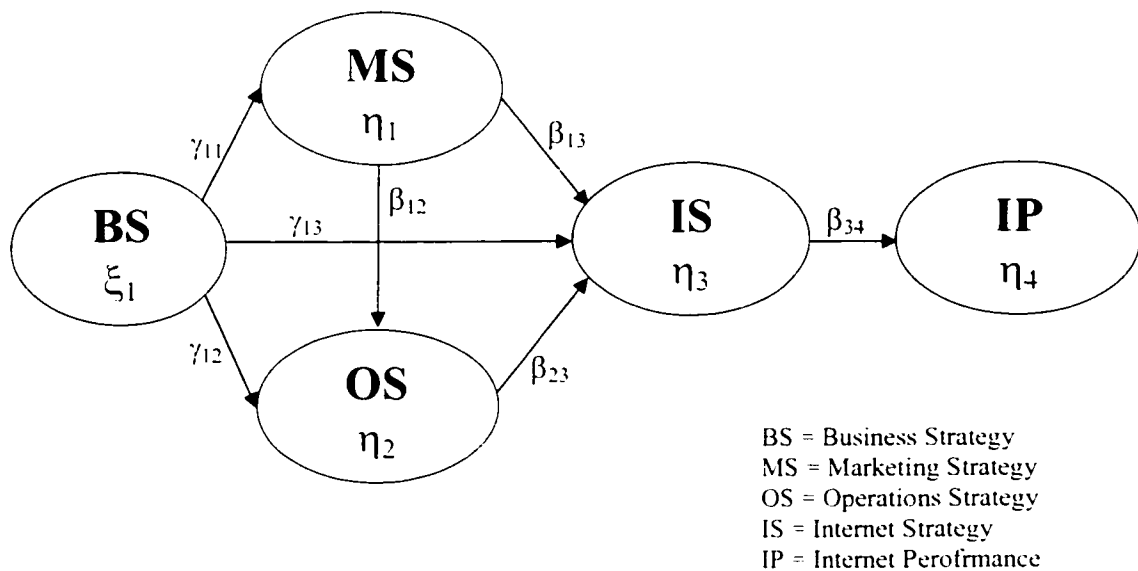 MS
η₁
γ₁₁
β₁₃
β₁₂
BS
ξ₁
γ₁₃
IS
η₃
β₃₄
IP
η₄
γ₁₂
OS
η₂
β₂₃
BS = Business Strategy
MS = Marketing Strategy
OS = Operations Strategy
IS = Internet Strategy
IP = Internet Perofrmance